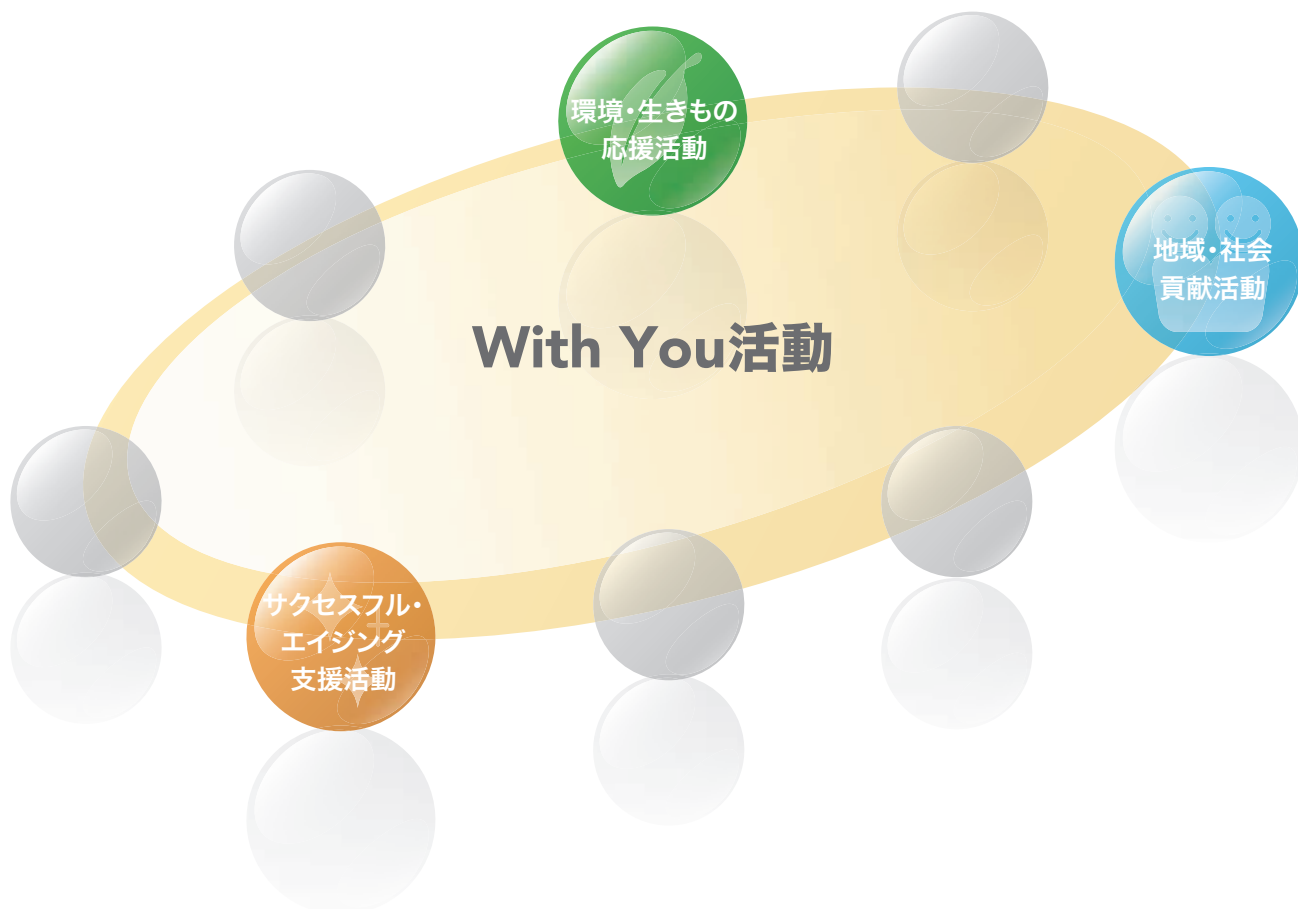 環境・生きもの
応援活動
地域・社会
貢献活動
With You活動
サクセスフル・
エイジング
支援活動